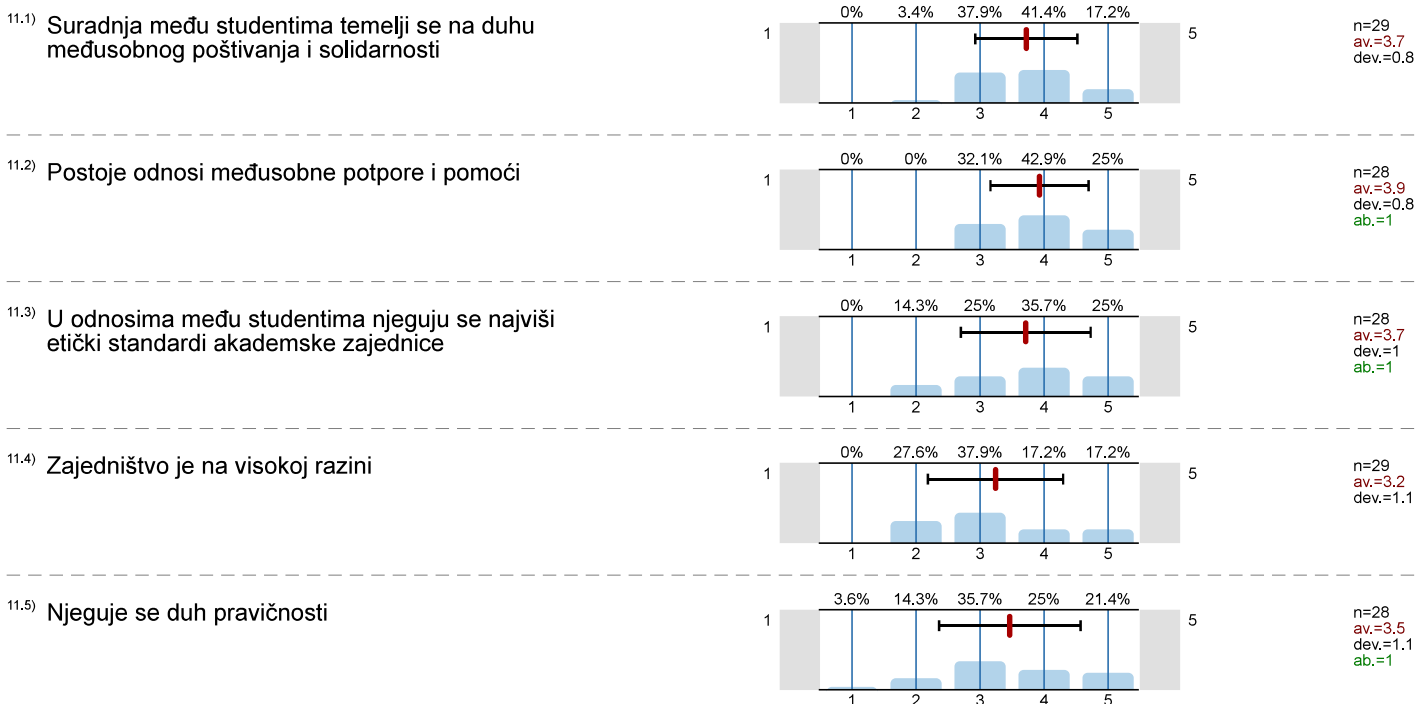 11.1) Suradnja među studentima temelji se na duhu
međusobnog poštivanja i solidarnosti
0% 3.4% 37.9% 41.4% 17.2%
1 5
1 2 3 4 5
n=29
av.=3.7
dev.=0.8
11.2) Postoje odnosi međusobne potpore i pomoći
0% 0% 32.1% 42.9% 25%
1 5
1 2 3 4 5
n=28
av.=3.9
dev.=0.8
ab.=1
11.3) U odnosima među studentima njeguju se najviši
etički standardi akademske zajednice
0% 14.3% 25% 35.7% 25%
1 5
1 2 3 4 5
n=28
av.=3.7
dev.=1
ab.=1
11.4) Zajedništvo je na visokoj razini
0% 27.6% 37.9% 17.2% 17.2%
1 5
1 2 3 4 5
n=29
av.=3.2
dev.=1.1
11.5) Njeguje se duh pravičnosti
3.6% 14.3% 35.7% 25% 21.4%
1 5
1 2 3 4 5
n=28
av.=3.5
dev.=1.1
ab.=1